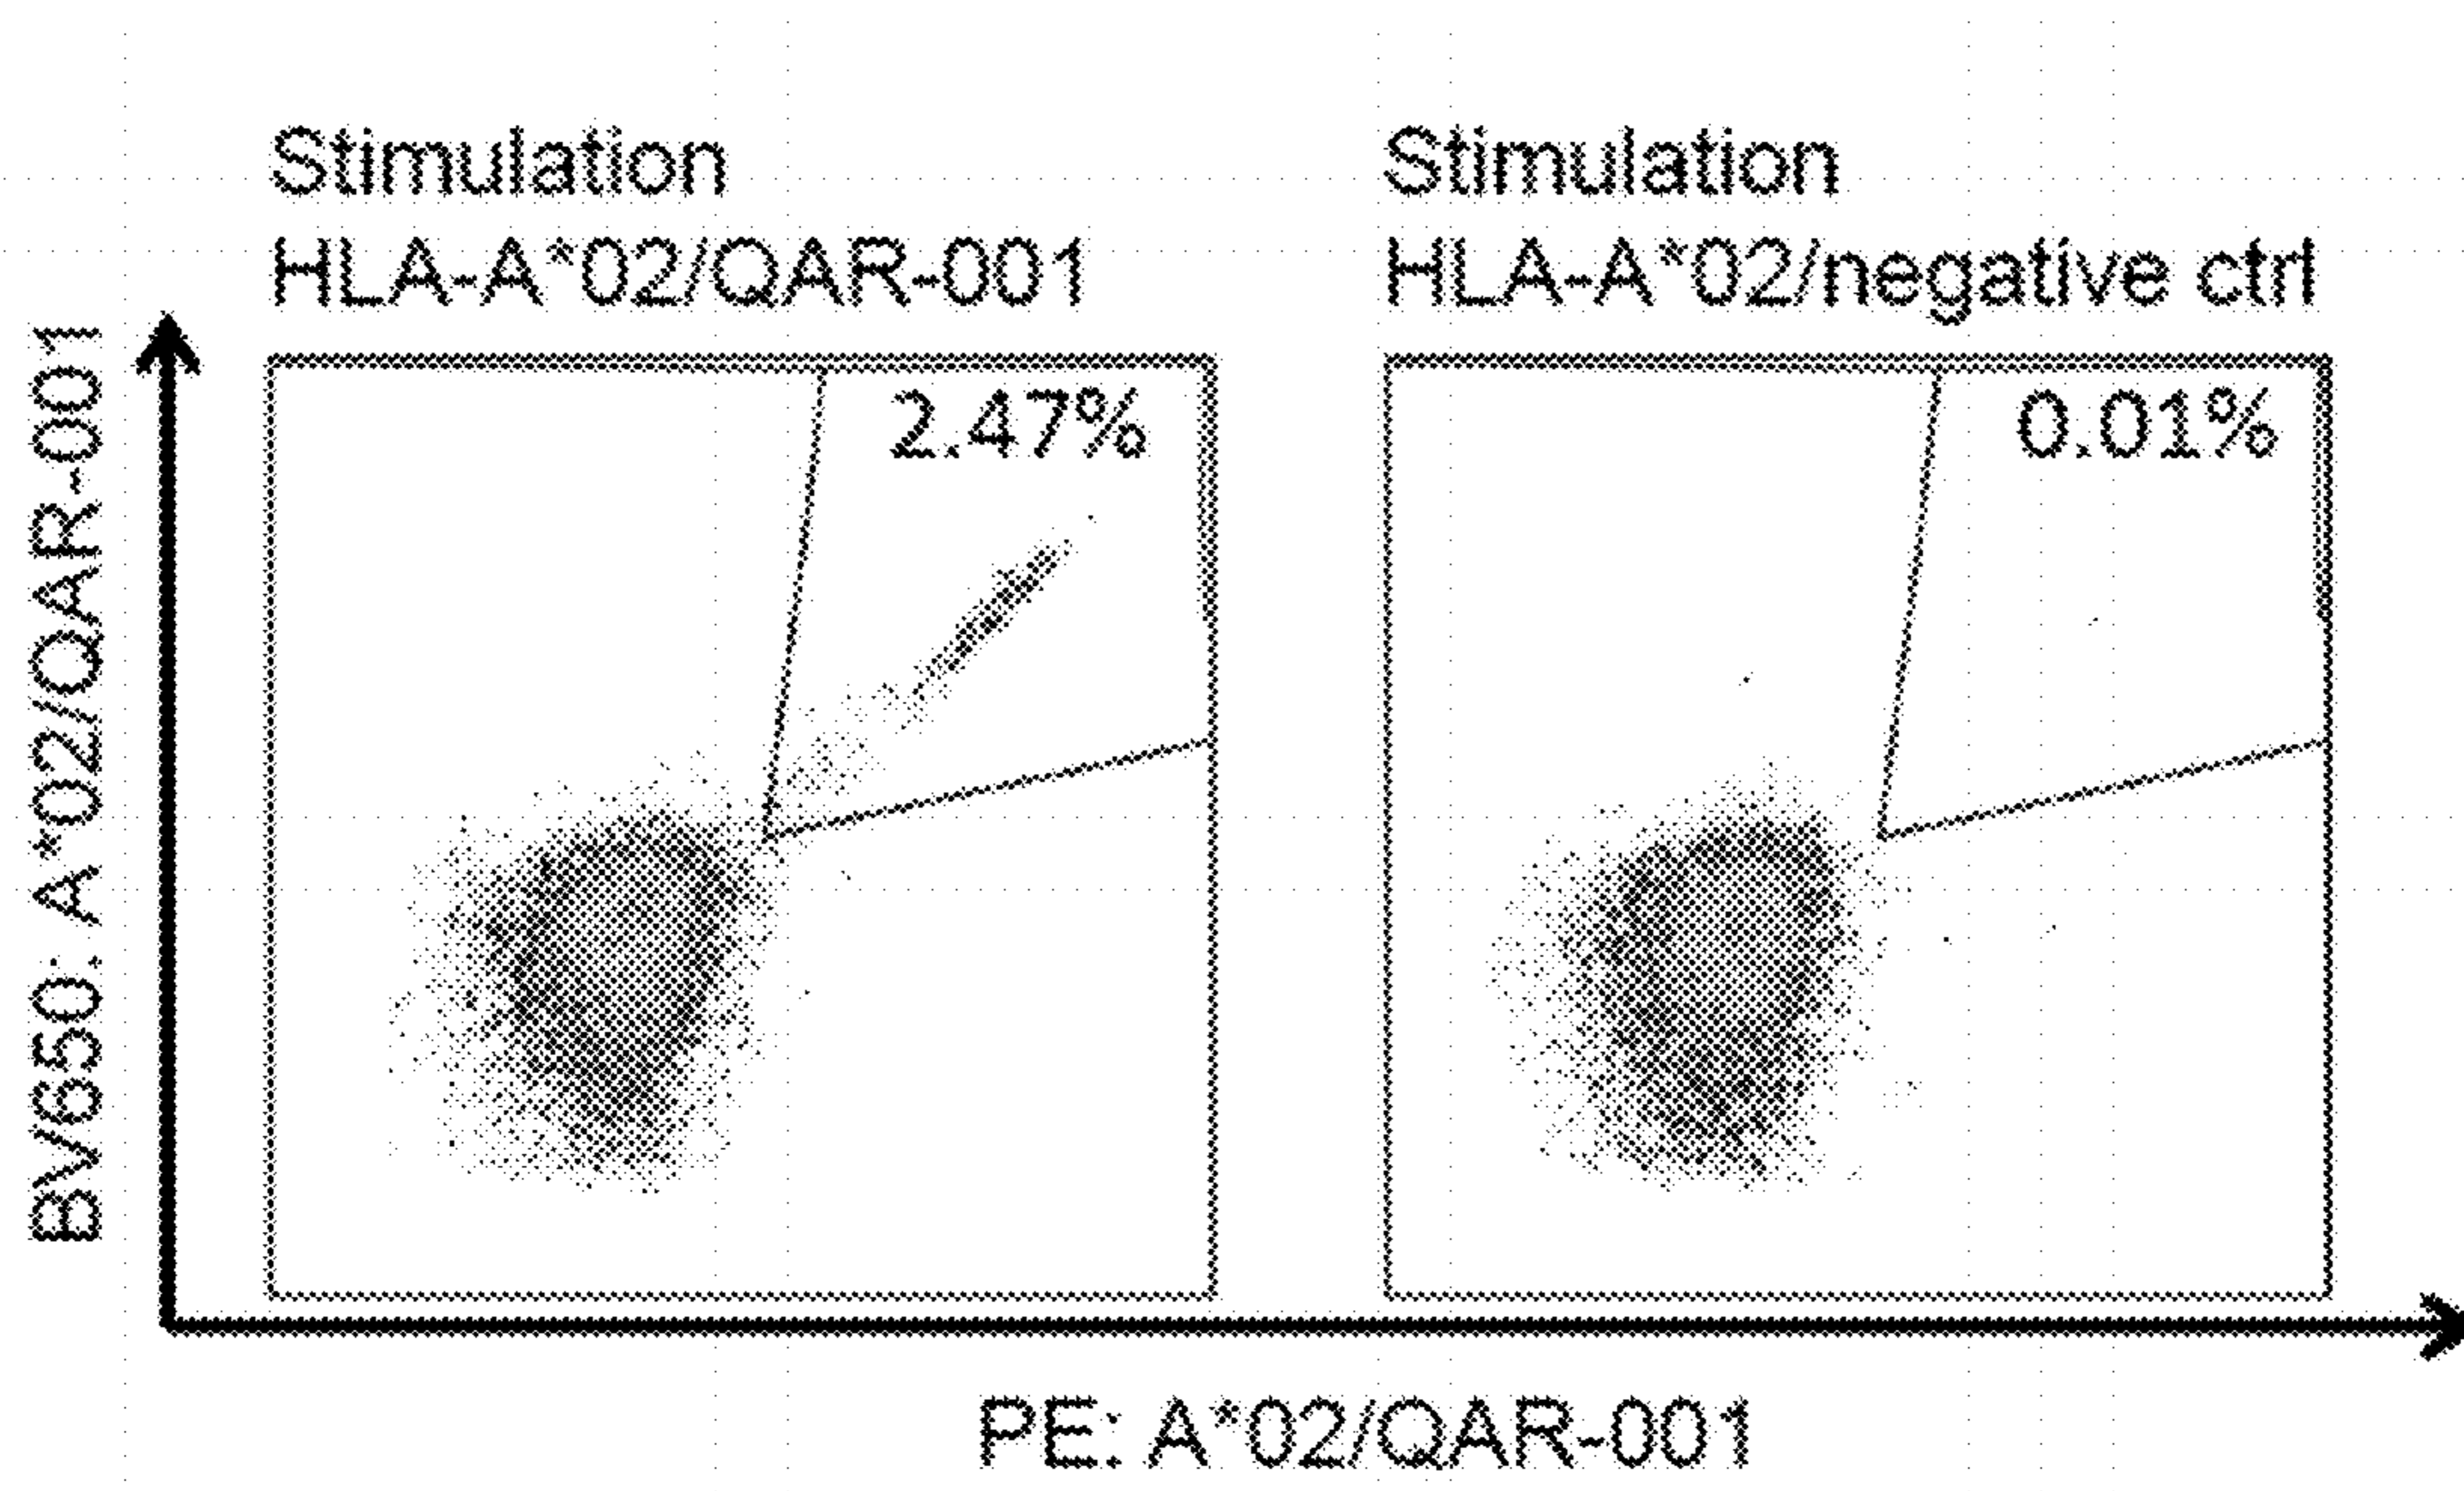 Stimulation
HLA-A*02/QAR-001
Stimulation
HLA-A*02/negative ctrl
2.47%
0.01%
BV650: A*02/QAR-001
PE: A*02/QAR-001